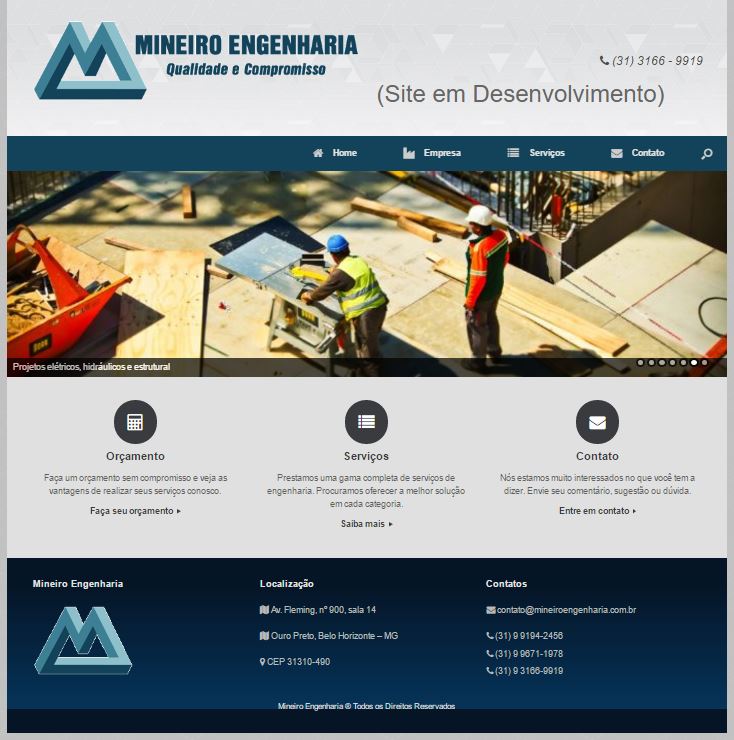 MINEIRO ENGENHARIA
Qualidade e Compromisso
(31) 3166 - 9919
(Site em Desenvolvimento)
Home Empresa Serviços Contato
Projetos elétricos, hidráulicos e estrutural
Orçamento
Faça um orçamento sem compromisso e veja as
vantagens de realizar seus serviços conosco.
Faça seu orçamento
Serviços
Prestamos uma gama completa de serviços de
engenharia. Procuramos oferecer a melhor solução
em cada categoria.
Saiba mais
Contato
Nós estamos muito interessados no que você tem a
dizer. Envie seu comentário, sugestão ou dúvida.
Entre em contato
Mineiro Engenharia
Localização
Av. Fleming, nº 900, sala 14
Ouro Preto, Belo Horizonte – MG
CEP 31310-490
Contatos
contato@mineiroengenharia.com.br
(31) 9 9194-2456
(31) 9 9671-1978
(31) 9 3166-9919
Mineiro Engenharia ® Todos os Direitos Reservados